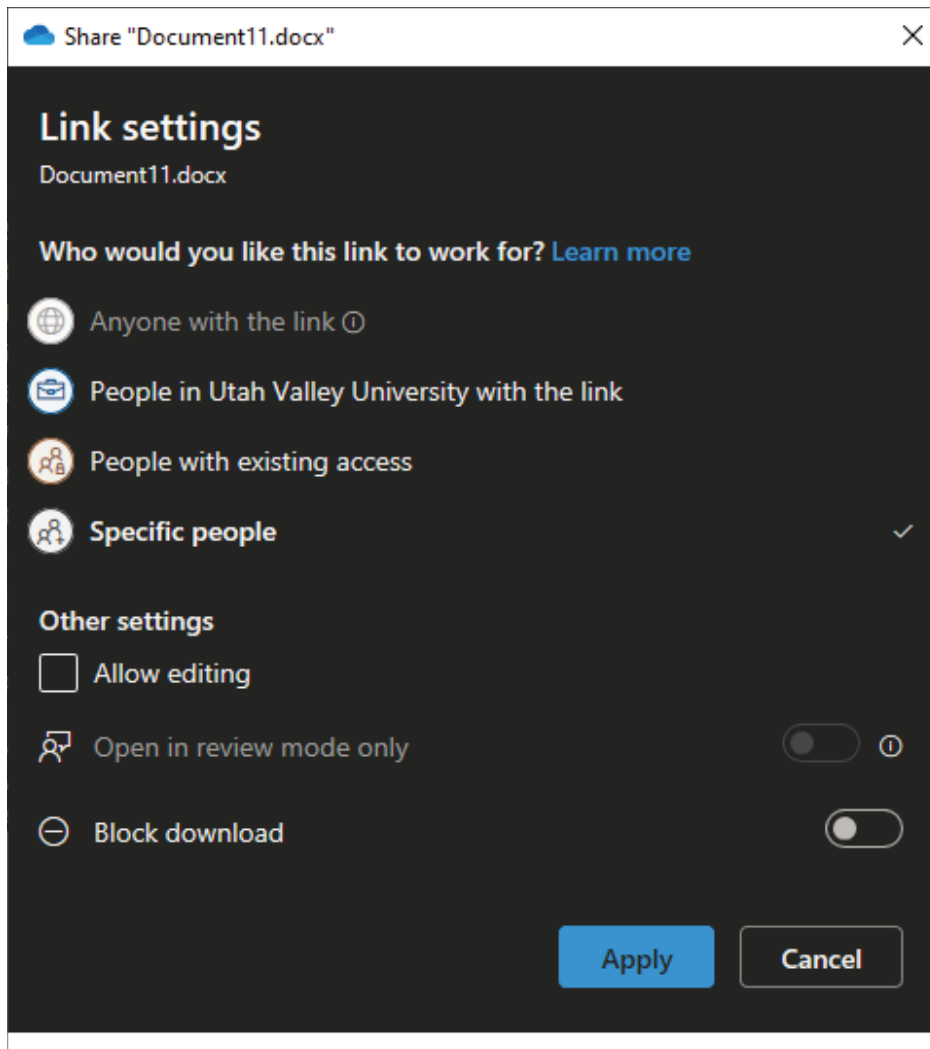 Share "Document11.docx"
Link settings
Document11.docx
Who would you like this link to work for? Learn more
Anyone with the link
People in Utah Valley University with the link
People with existing access
Specific people
Other settings
Allow editing
Open in review mode only
Block download
Apply Cancel